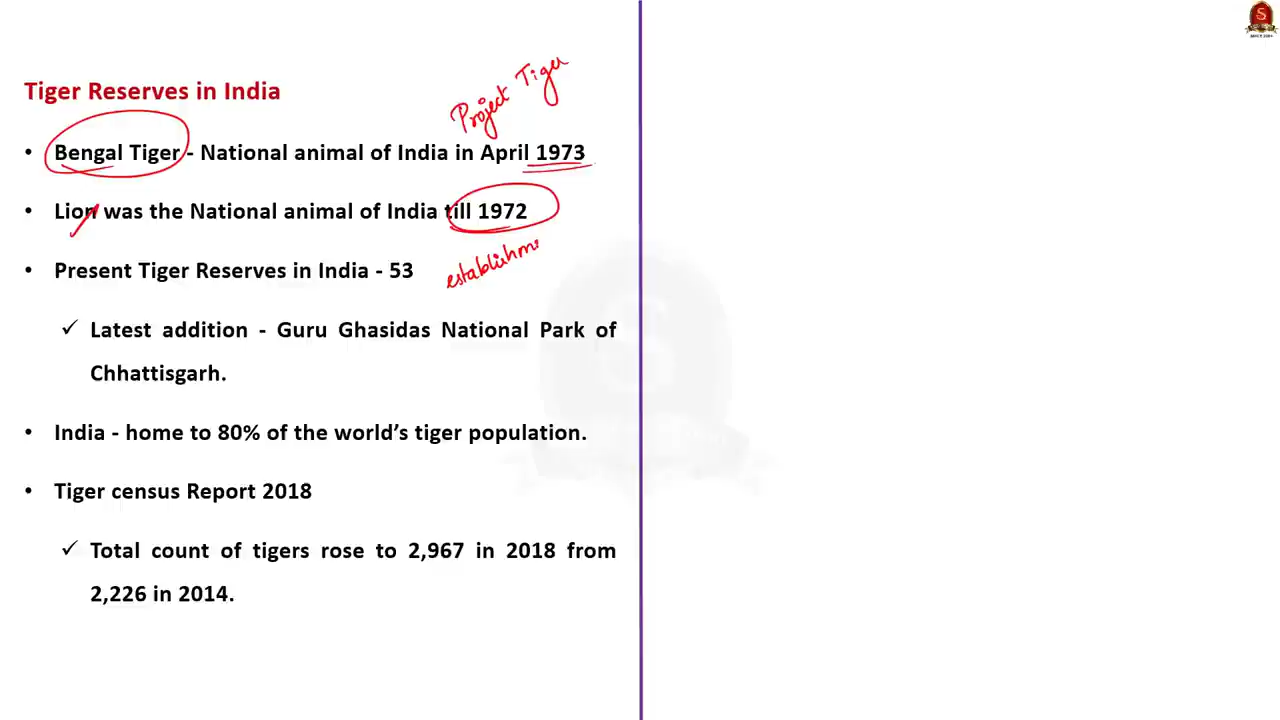 Tiger Reserves in India
Project Tiger
• Bengal Tiger - National animal of India in April 1973
• Lion was the National animal of India till 1972
establishm
• Present Tiger Reserves in India - 53
✓ Latest addition - Guru Ghasidas National Park of
Chhattisgarh.
• India - home to 80% of the world’s tiger population.
• Tiger census Report 2018
✓ Total count of tigers rose to 2,967 in 2018 from
2,226 in 2014.